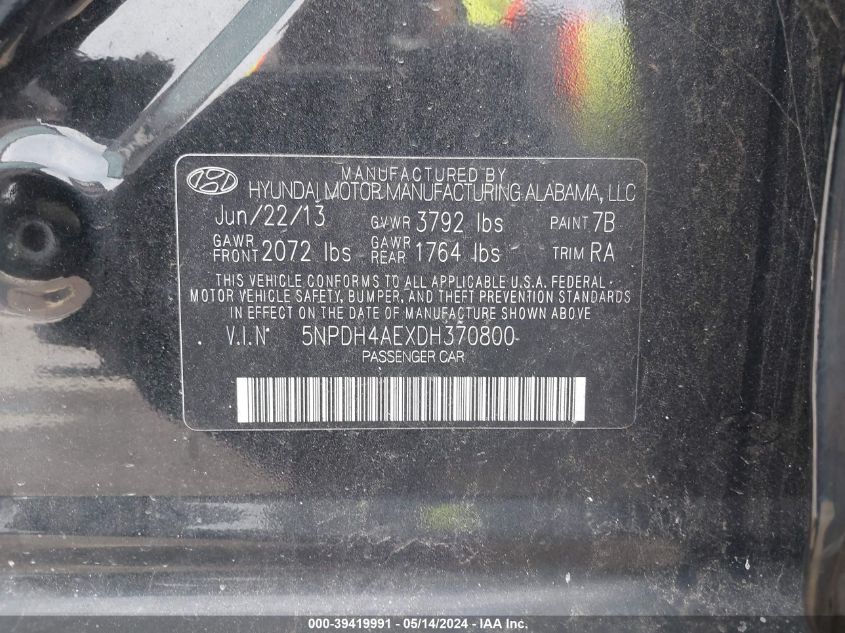 MANUFACTURED BY
HYUNDAI MOTOR MANUFACTURING ALABAMA, LLC
Jun/22/13 GVWR 3792 lbs PAINT 7B
GAWR FRONT 2072 lbs GAWR REAR 1764 lbs TRIM RA
THIS VEHICLE CONFORMS TO ALL APPLICABLE U.S.A. FEDERAL
MOTOR VEHICLE SAFETY, BUMPER, AND THEFT PREVENTION STANDARDS
IN EFFECT ON THE DATE OF MANUFACTURE SHOWN ABOVE
V.I.N 5NPDH4AEXDH370800
PASSENGER CAR
000-39419991 - 05/14/2024 - IAA Inc.